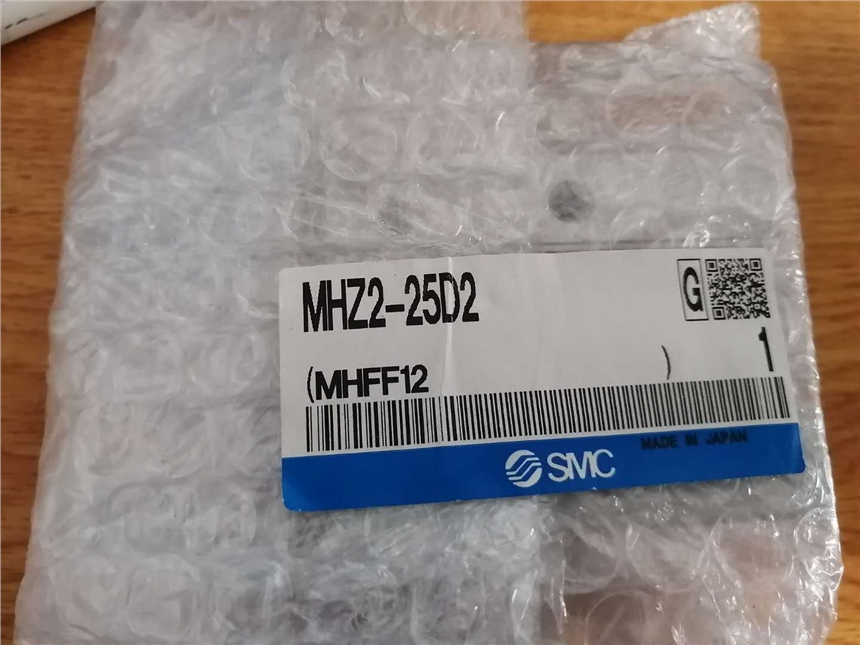 MHZ2-25D2
G
(MHFF12 )
1
MADE IN JAPAN
SMC